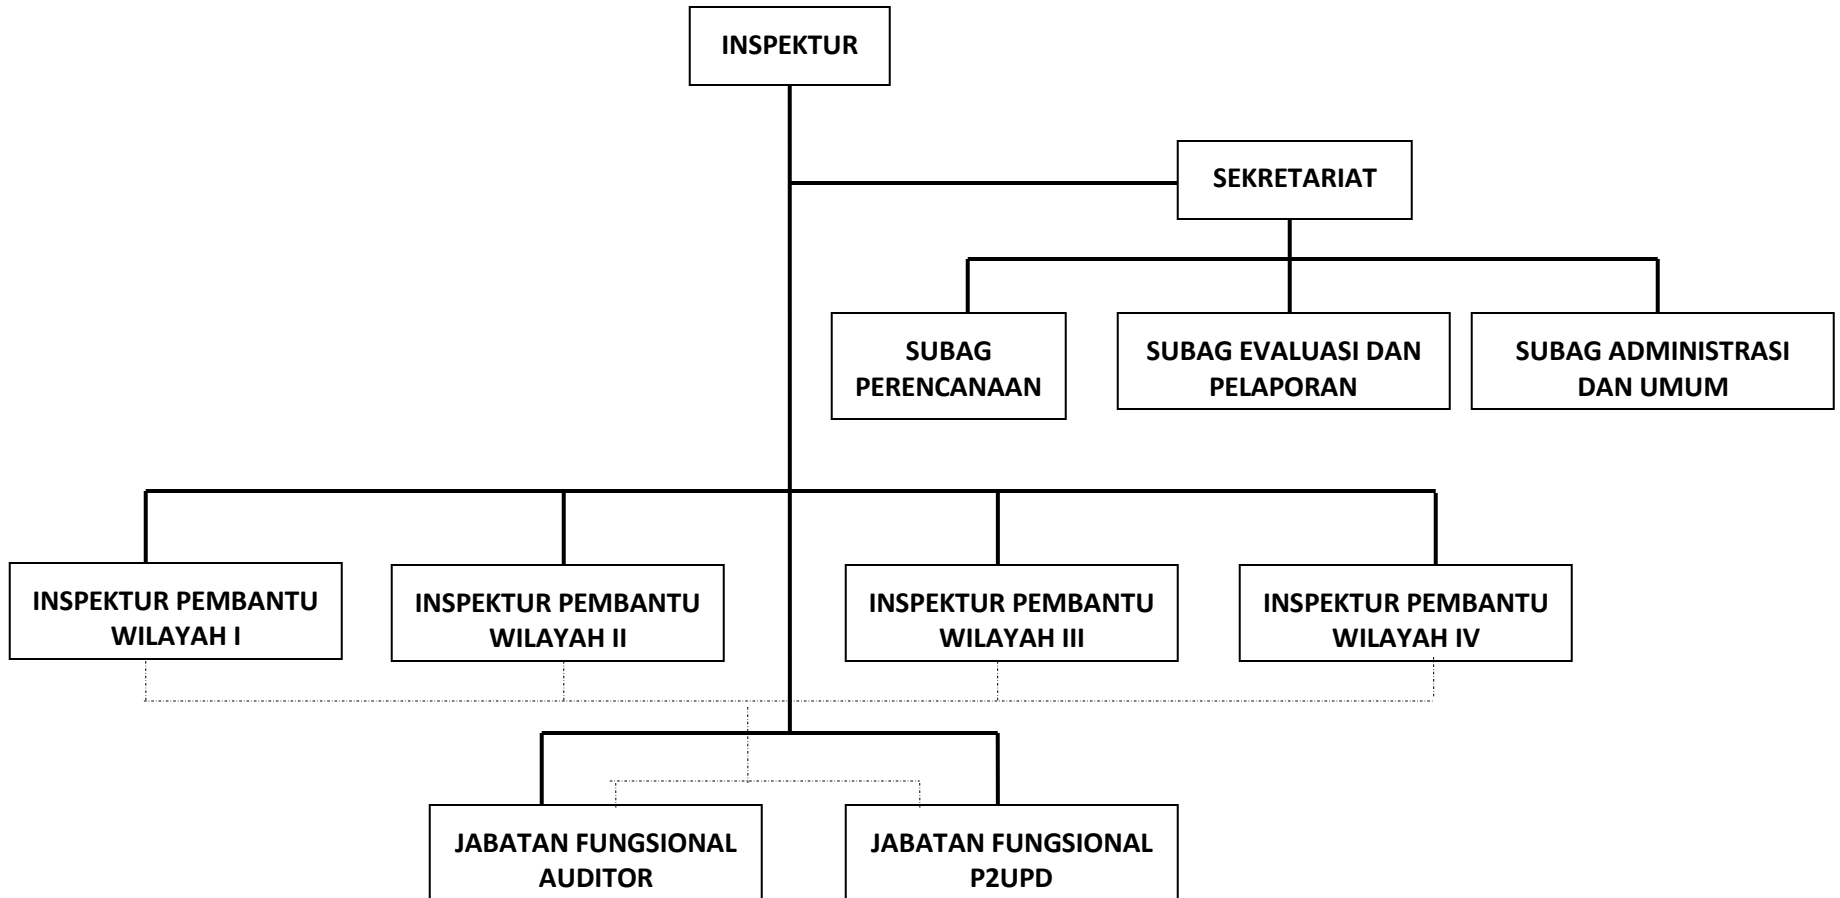 INSPEKTUR
SEKRETARIAT
SUBAG
PERENCANAAN
SUBAG EVALUASI DAN
PELAPORAN
SUBAG ADMINISTRASI
DAN UMUM
INSPEKTUR PEMBANTU
WILAYAH I
INSPEKTUR PEMBANTU
WILAYAH II
INSPEKTUR PEMBANTU
WILAYAH III
INSPEKTUR PEMBANTU
WILAYAH IV
JABATAN FUNGSIONAL
AUDITOR
JABATAN FUNGSIONAL
P2UPD